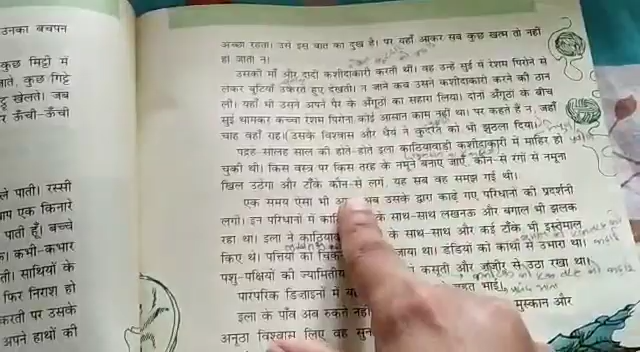 उनका बचपन
कुछ मिट्टी में
जाते, कुछ गिट्टे
खेलते। जब
ऊँची-ऊँची
ले पाती। रस्सी
आप एक किनारे
पाती हूँ। बच्चे
का। कभी-कभार
ती। साथियों के
फिर निराश हो
करती पर उसके
अपने हाथों की
अच्छा रहता। उसे इस बात का दुख है। पर यहाँ आकर सब कुछ खत्म तो नहीं
हो जाता न।
उसकी माँ और दादी कशीदाकारी करती थीं। वह उन्हें सुई में रेशम पिरोने से
लेकर बूटियाँ उकेरते हुए देखती। न जाने कब उसने कशीदाकारी करने की ठान
ली। यहाँ भी उसने अपने पैर के अँगूठों का सहारा लिया। दोनों अँगूठों के बीच
सुई थामकर कच्चा रेशम पिरोना कोई आसान काम नहीं था। पर कहते हैं न, जहाँ
चाह वहाँ राह। उसके विश्वास और धैर्य ने कुदरत को भी झुठला दिया।
पंद्रह-सोलह साल की होते-होते इला काठियावाड़ी कशीदाकारी में माहिर हो
चुकी थी। किस वस्त्र पर किस तरह के नमूने बनाए जाएँ, कौन-से रंगों से नमूना
खिल उठेगा और टाँके कौन-से लगें, यह सब वह समझ गई थी।
एक समय ऐसा भी उसके द्वारा काढ़े गए परिधानों की प्रदर्शनी
लगी। इन परिधानों में के साथ-साथ लखनऊ और बंगाल भी झलक
रहा था। इला ने के साथ-साथ और कई टाँके भी इस्तेमाल
किए थे। पत्तियों को था। डंडियों को कांथा से उभारा था।
पशु-पक्षियों की ज्यामितीय कसूती और जंजीर से उठा रखा था।
पारंपरिक डिज़ाइनों में भाई।
इला के पाँव अब रुकते मुस्कान और
अनूठा विश्वास लिए वह